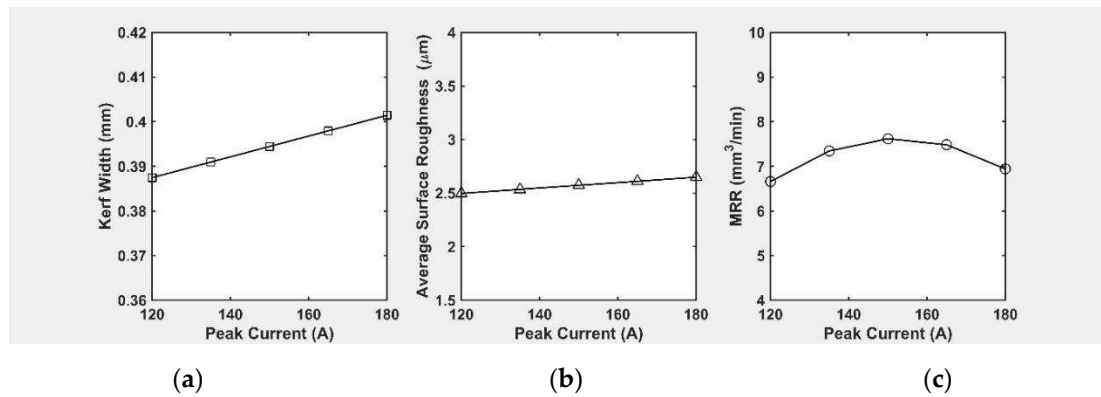 Kerf Width (mm)
0.42
0.41
0.4
0.39
0.38
0.37
0.36
120 140 160 180
Peak Current (A)
(a)
Average Surface Roughness (μm)
4
3.5
3
2.5
2
1.5
120 140 160 180
Peak Current (A)
(b)
MRR (mm³/min)
10
9
8
7
6
5
4
120 140 160 180
Peak Current (A)
(c)